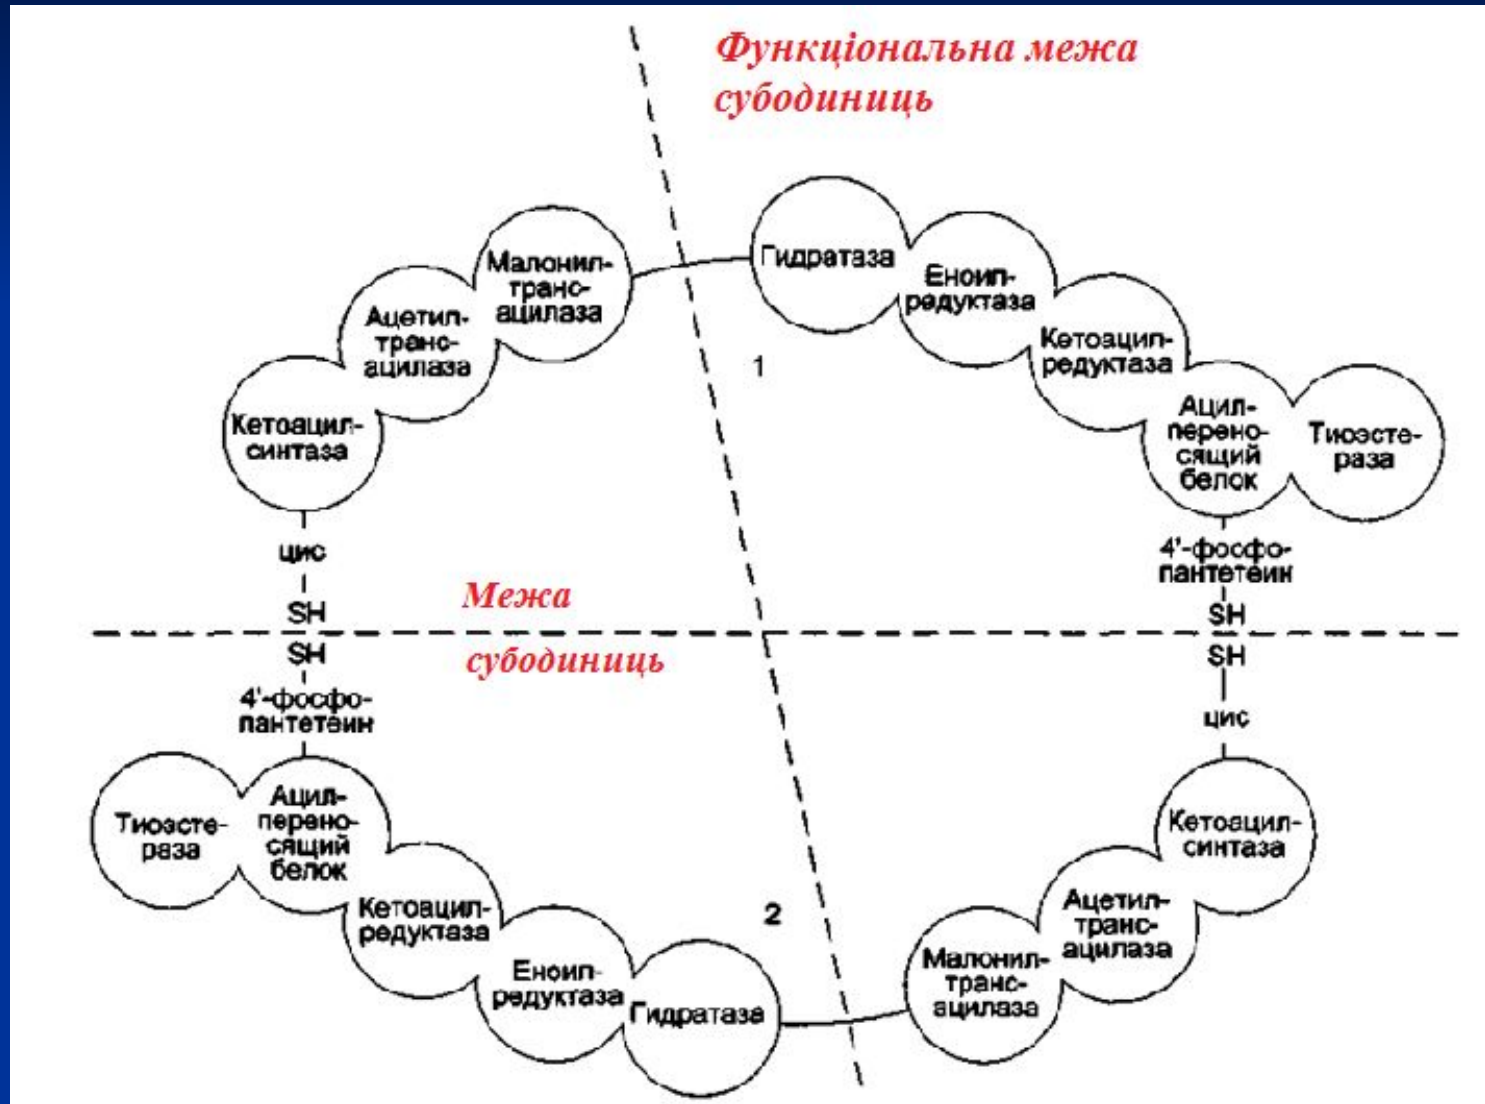 Функціональна межа
субодиниць
Малонил-
транс-
ацилаза
Гидратаза
Еноил-
редуктаза
Ацетил-
транс-
ацилаза
Кетоацил-
редуктаза
1
Кетоацил-
синтаза
Ацил-
перено-
сящий
белок
Тиоэсте-
раза
цис
SH
4'-фосфо-
пантетеин
SH
Межа
субодиниць
SH
4'-фосфо-
пантетеин
SH
цис
Тиоэсте-
раза
Ацил-
перено-
сящий
белок
Кетоацил-
синтаза
Кетоацил-
редуктаза
2
Ацетил-
транс-
ацилаза
Еноил-
редуктаза
Гидратаза
Малонил-
транс-
ацилаза